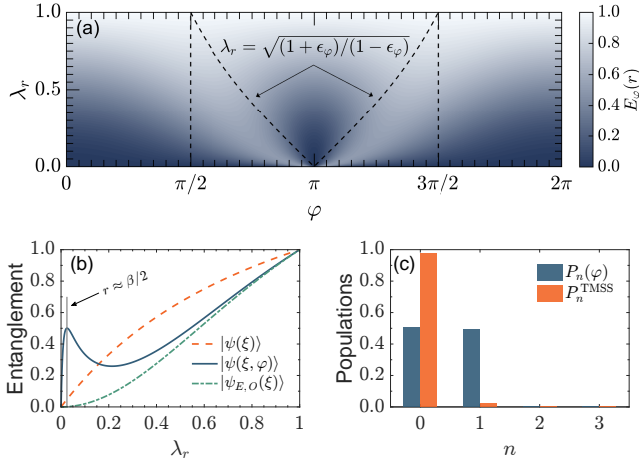 (a)
λ_r = √(1 + ϵ_φ)/(1 − ϵ_φ)
λ_r
1.0
0.5
0.0
0 π/2 π 3π/2 2π
φ
1.0
0.8
0.6
0.4
0.2
0.0
E_φ(r)
(b)
Entanglement
1.0
0.8
0.6
0.4
0.2
0.0
r ≈ β/2
|ψ(ξ)⟩
|ψ(ξ, φ)⟩
|ψ_{E,O}(ξ)⟩
0 0.2 0.4 0.6 0.8 1
λ_r
(c)
Populations
1.0
0.8
0.6
0.4
0.2
0.0
P_n(φ)
P_n^{TMSS}
0 1 2 3
n